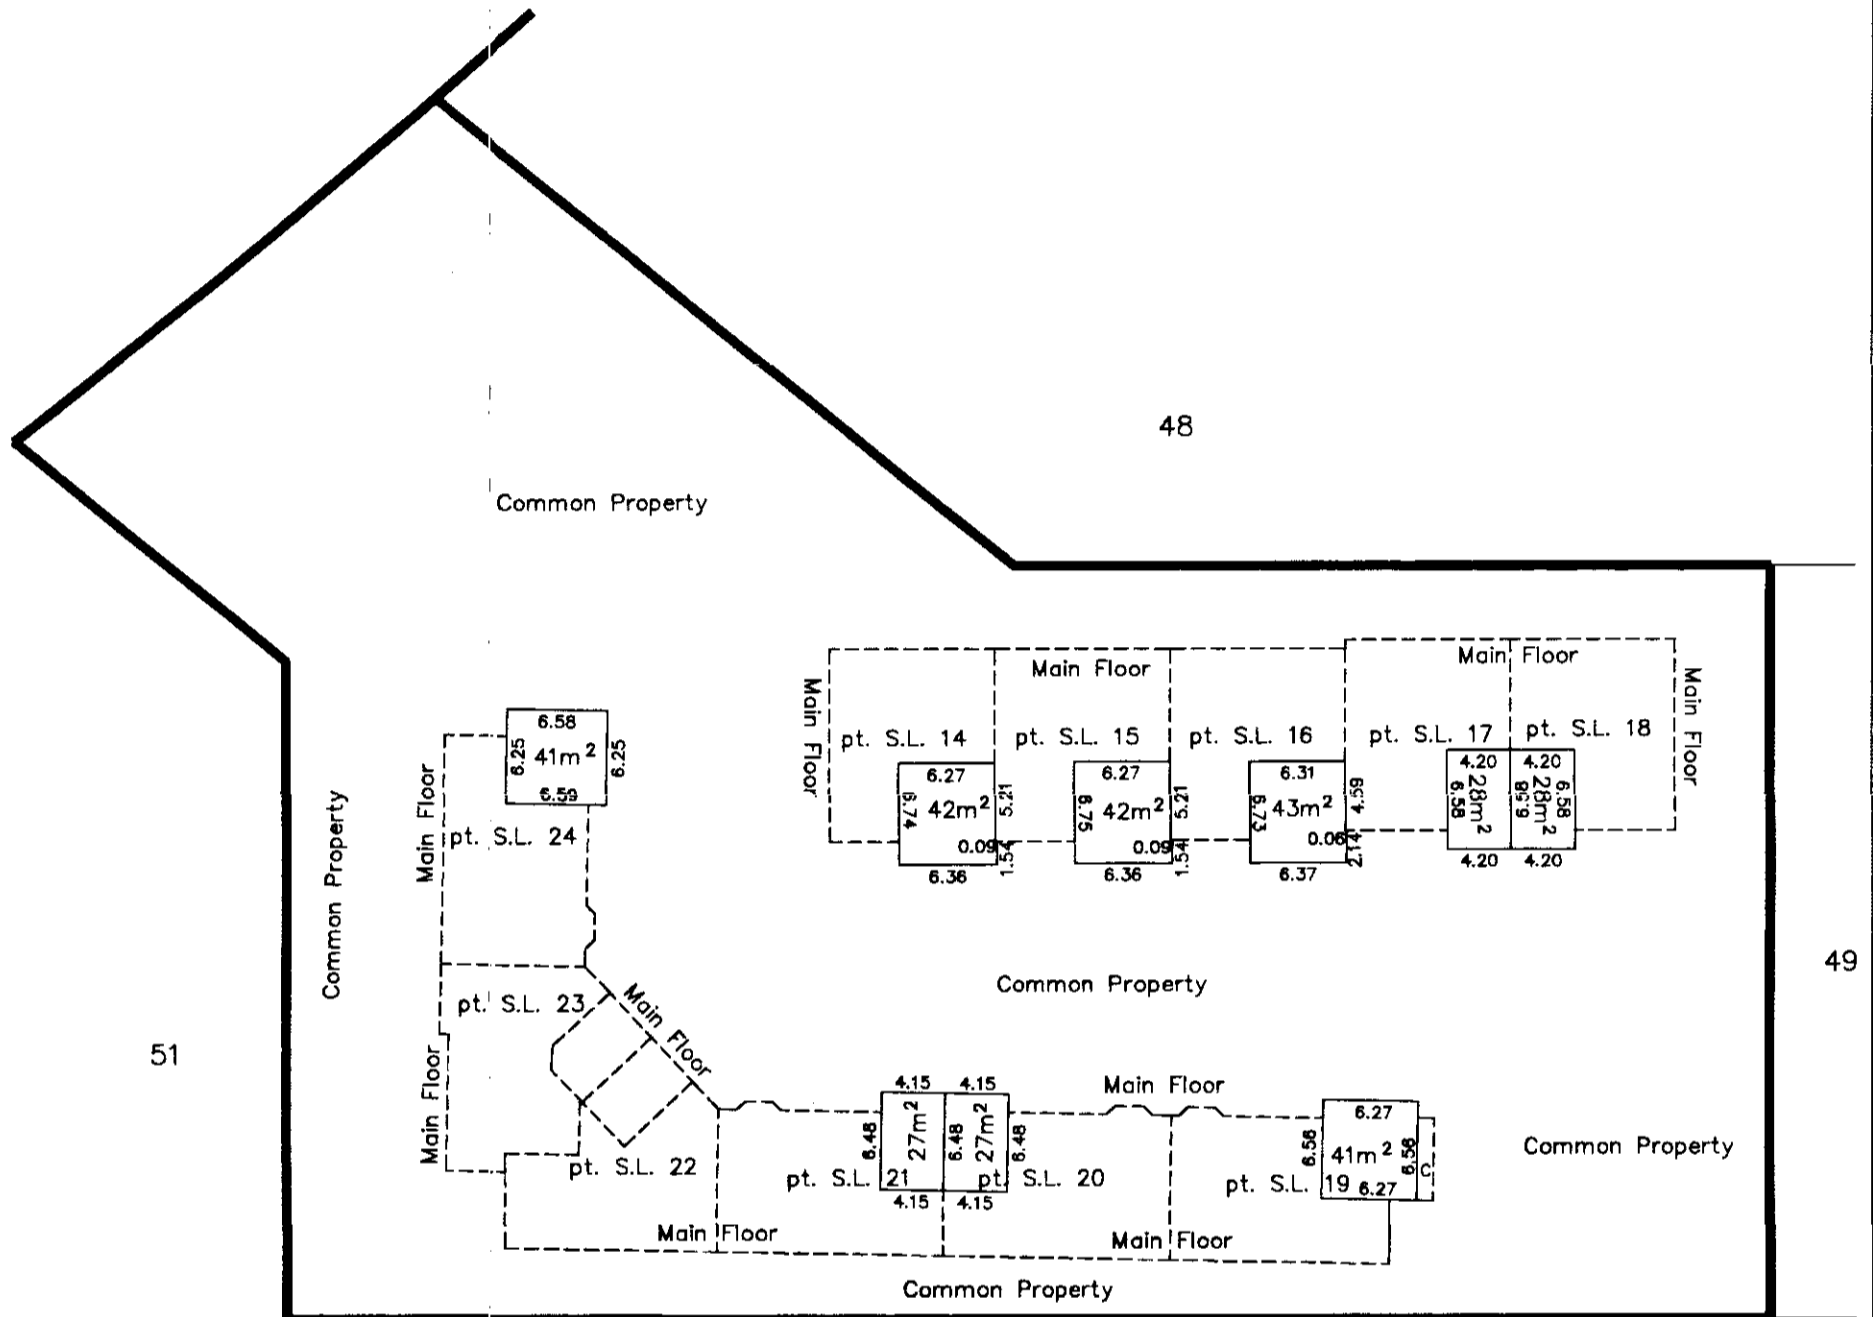 48
Common Property
Main Floor
Main Floor
Main Floor
Main Floor
pt. S.L. 14
pt. S.L. 15
pt. S.L. 16
pt. S.L. 17
pt. S.L. 18
6.58
6.25
41m²
6.25
6.59
6.27
6.74
42m²
5.21
0.09
1.54
6.36
6.27
6.75
42m²
5.21
0.09
1.54
6.36
6.31
6.73
43m²
4.59
0.06
2.14
6.37
4.20
4.20
6.58
28m²
6.58
28m²
6.58
4.20
4.20
Main Floor
pt. S.L. 24
Common Property
Common Property
49
pt. S.L. 23
Main Floor
51
Main Floor
4.15
4.15
Main Floor
6.48
27m²
6.48
27m²
6.48
6.27
6.56
41m²
6.56
C
Common Property
pt. S.L. 22
pt. S.L. 21
pt. S.L. 20
pt. S.L. 19
6.27
4.15
4.15
Main Floor
Main Floor
Common Property